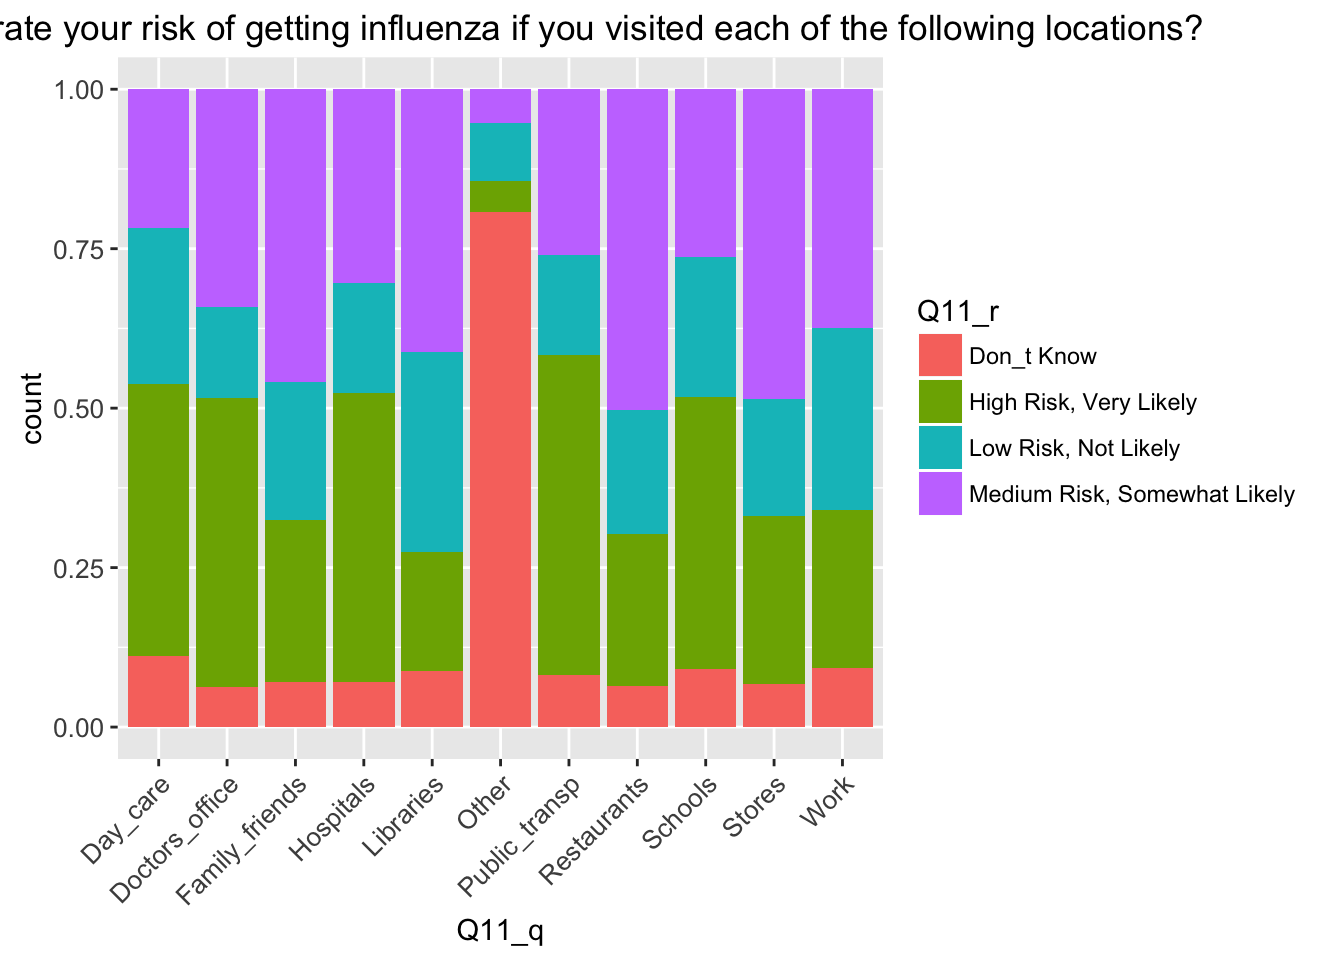 rate your risk of getting influenza if you visited each of the following locations?
1.00
0.75
0.50
0.25
0.00
count
Day_care
Doctors_office
Family_friends
Hospitals
Libraries
Other
Public_transp
Restaurants
Schools
Stores
Work
Q11_q
Q11_r
Don_t Know
High Risk, Very Likely
Low Risk, Not Likely
Medium Risk, Somewhat Likely